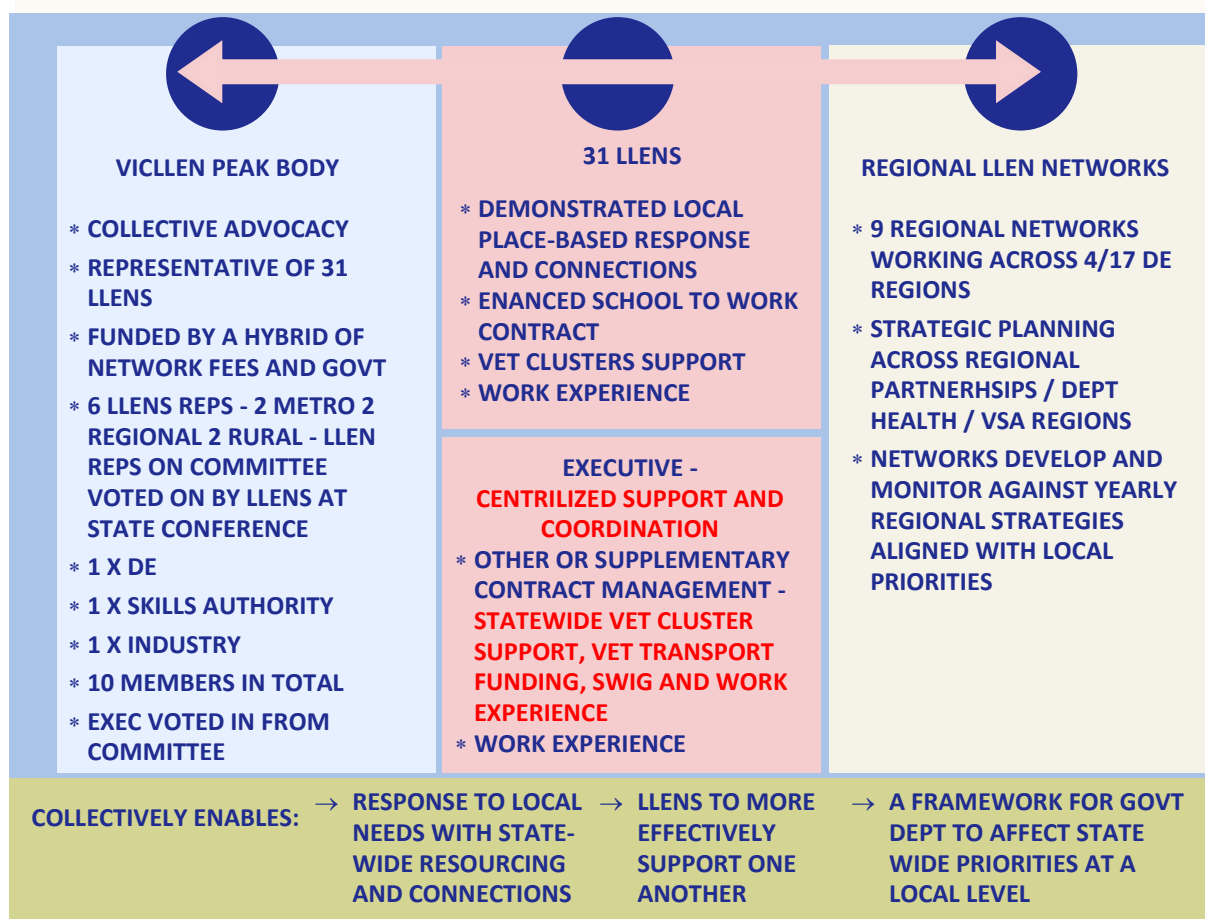 VICLLEN PEAK BODY
* COLLECTIVE ADVOCACY
* REPRESENTATIVE OF 31
LLENS
* FUNDED BY A HYBRID OF
NETWORK FEES AND GOVT
* 6 LLENS REPS - 2 METRO 2
REGIONAL 2 RURAL - LLEN
REPS ON COMMITTEE
VOTED ON BY LLENS AT
STATE CONFERENCE
* 1 X DE
* 1 X SKILLS AUTHORITY
* 1 X INDUSTRY
* 10 MEMBERS IN TOTAL
* EXEC VOTED IN FROM
COMMITTEE
31 LLENS
* DEMONSTRATED LOCAL
PLACE-BASED RESPONSE
AND CONNECTIONS
* ENANCED SCHOOL TO WORK
CONTRACT
* VET CLUSTERS SUPPORT
* WORK EXPERIENCE
EXECUTIVE -
CENTRILIZED SUPPORT AND
COORDINATION
* OTHER OR SUPPLEMENTARY
CONTRACT MANAGEMENT -
STATEWIDE VET CLUSTER
SUPPORT, VET TRANSPORT
FUNDING, SWIG AND WORK
EXPERIENCE
* WORK EXPERIENCE
REGIONAL LLEN NETWORKS
* 9 REGIONAL NETWORKS
WORKING ACROSS 4/17 DE
REGIONS
* STRATEGIC PLANNING
ACROSS REGIONAL
PARTNERHSIPS / DEPT
HEALTH / VSA REGIONS
* NETWORKS DEVELOP AND
MONITOR AGAINST YEARLY
REGIONAL STRATEGIES
ALIGNED WITH LOCAL
PRIORITIES
COLLECTIVELY ENABLES:
→ RESPONSE TO LOCAL
NEEDS WITH STATE-
WIDE RESOURCING
AND CONNECTIONS
→ LLENS TO MORE
EFFECTIVELY
SUPPORT ONE
ANOTHER
→ A FRAMEWORK FOR GOVT
DEPT TO AFFECT STATE
WIDE PRIORITIES AT A
LOCAL LEVEL